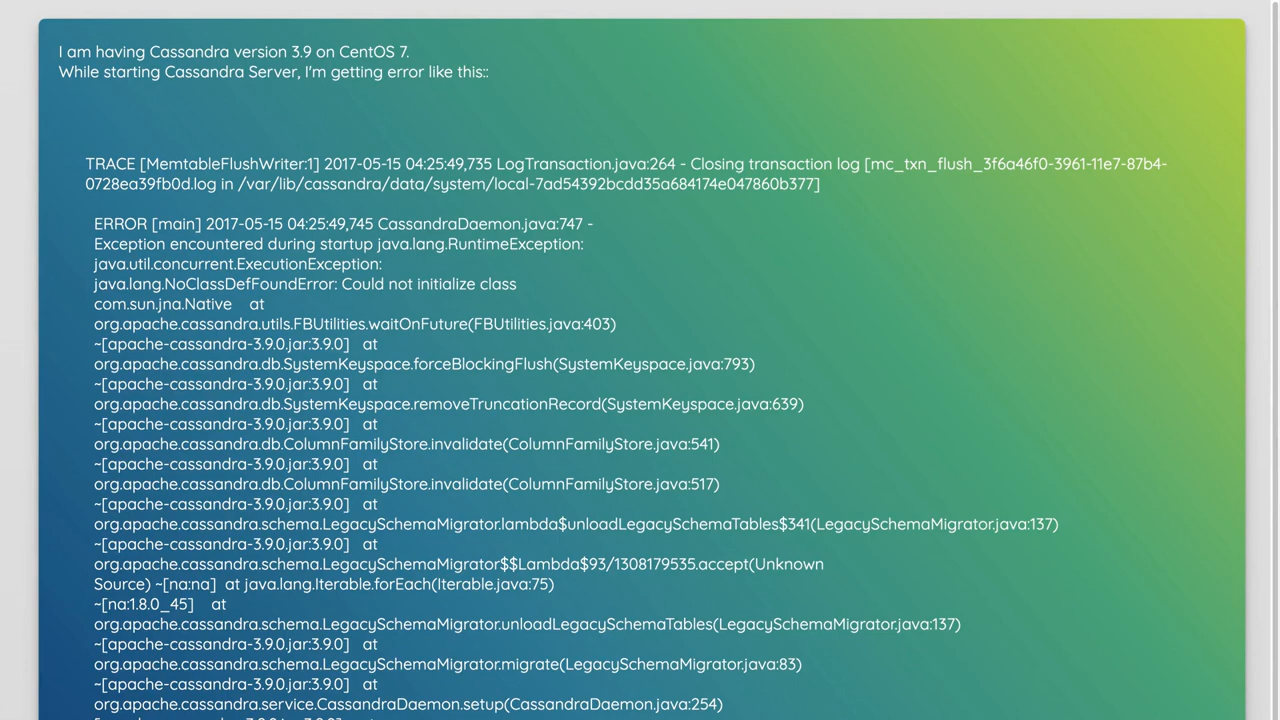 I am having Cassandra version 3.9 on CentOS 7.
While starting Cassandra Server, I'm getting error like this::
TRACE [MemtableFlushWriter:1] 2017-05-15 04:25:49,735 LogTransaction.java:264 - Closing transaction log [mc_txn_flush_3f6a46f0-3961-11e7-87b4-
0728ea39fb0d.log in /var/lib/cassandra/data/system/local-7ad54392bcdd35a684174e047860b377]
ERROR [main] 2017-05-15 04:25:49,745 CassandraDaemon.java:747 -
Exception encountered during startup java.lang.RuntimeException:
java.util.concurrent.ExecutionException:
java.lang.NoClassDefFoundError: Could not initialize class
com.sun.jna.Native    at
org.apache.cassandra.utils.FBUtilities.waitOnFuture(FBUtilities.java:403)
~[apache-cassandra-3.9.0.jar:3.9.0]   at
org.apache.cassandra.db.SystemKeyspace.forceBlockingFlush(SystemKeyspace.java:793)
~[apache-cassandra-3.9.0.jar:3.9.0]   at
org.apache.cassandra.db.SystemKeyspace.removeTruncationRecord(SystemKeyspace.java:639)
~[apache-cassandra-3.9.0.jar:3.9.0]   at
org.apache.cassandra.db.ColumnFamilyStore.invalidate(ColumnFamilyStore.java:541)
~[apache-cassandra-3.9.0.jar:3.9.0]   at
org.apache.cassandra.db.ColumnFamilyStore.invalidate(ColumnFamilyStore.java:517)
~[apache-cassandra-3.9.0.jar:3.9.0]   at
org.apache.cassandra.schema.LegacySchemaMigrator.lambda$unloadLegacySchemaTables$341(LegacySchemaMigrator.java:137)
~[apache-cassandra-3.9.0.jar:3.9.0]   at
org.apache.cassandra.schema.LegacySchemaMigrator$$Lambda$93/1308179535.accept(Unknown
Source) ~[na:na]  at java.lang.Iterable.forEach(Iterable.java:75)
~[na:1.8.0_45]    at
org.apache.cassandra.schema.LegacySchemaMigrator.unloadLegacySchemaTables(LegacySchemaMigrator.java:137)
~[apache-cassandra-3.9.0.jar:3.9.0]   at
org.apache.cassandra.schema.LegacySchemaMigrator.migrate(LegacySchemaMigrator.java:83)
~[apache-cassandra-3.9.0.jar:3.9.0]   at
org.apache.cassandra.service.CassandraDaemon.setup(CassandraDaemon.java:254)